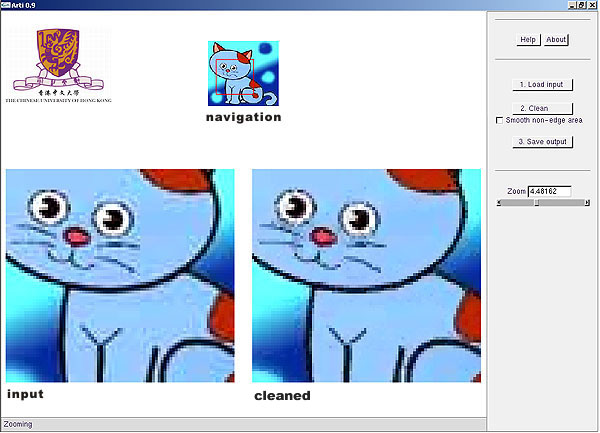 Arti 0.9
香港中文大學
THE CHINESE UNIVERSITY OF HONG KONG
navigation
Help
About
1. Load input
2. Clean
Smooth non-edge area
3. Save output
Zoom 4.48162
input
cleaned
Zooming